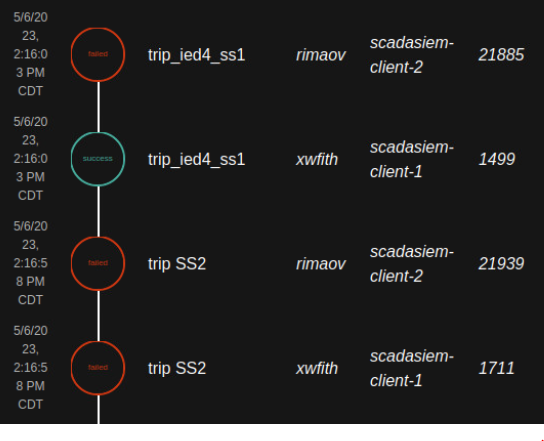 5/6/20
23,
2:16:0
3 PM
CDT
failed
trip_ied4_ss1
rimaov
scadasiem-
client-2
21885
5/6/20
23,
2:16:0
3 PM
CDT
success
trip_ied4_ss1
xwfith
scadasiem-
client-1
1499
5/6/20
23,
2:16:5
8 PM
CDT
failed
trip SS2
rimaov
scadasiem-
client-2
21939
5/6/20
23,
2:16:5
8 PM
CDT
failed
trip SS2
xwfith
scadasiem-
client-1
1711